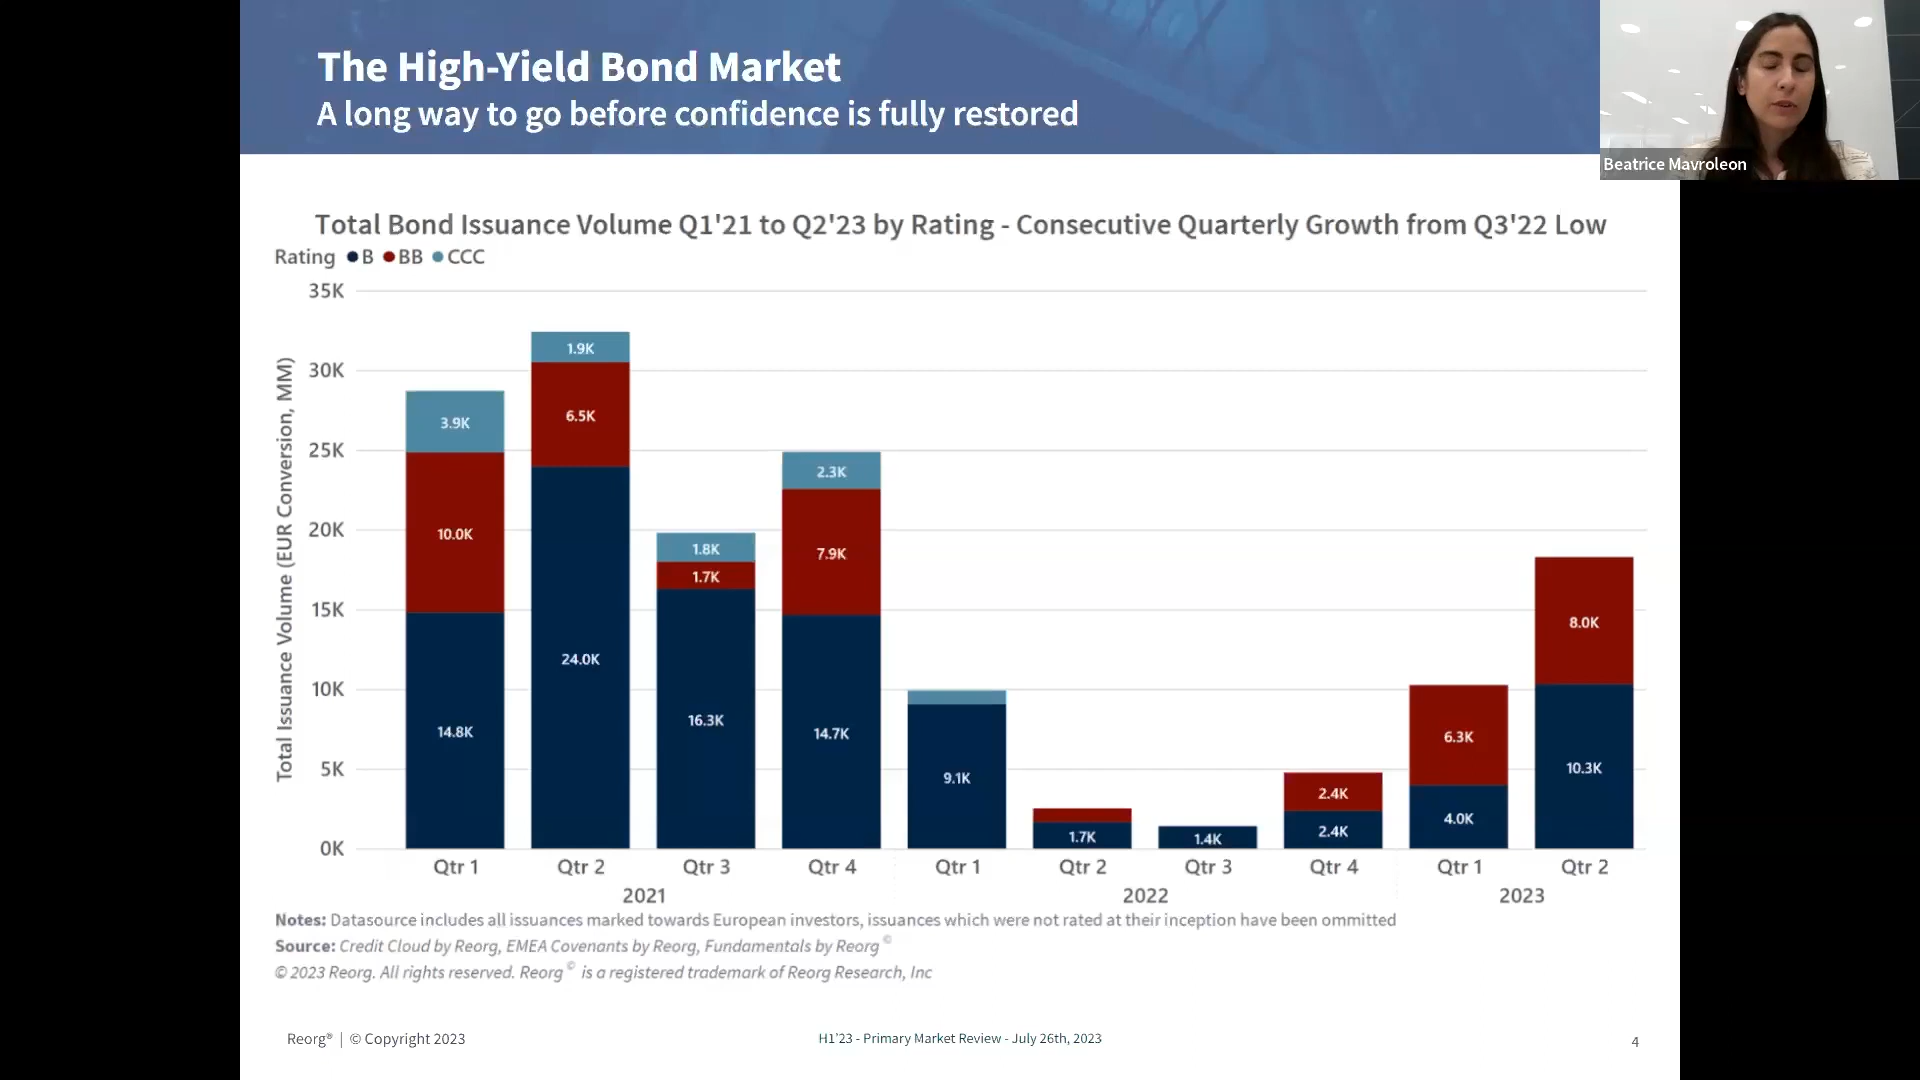 The High-Yield Bond Market
A long way to go before confidence is fully restored
Beatrice Mavroleon
Total Bond Issuance Volume Q1'21 to Q2'23 by Rating - Consecutive Quarterly Growth from Q3'22 Low
Rating B BB CCC
Total Issuance Volume (EUR Conversion, MM)
35K
30K
25K
20K
15K
10K
5K
0K
3.9K
10.0K
14.8K
1.9K
6.5K
24.0K
1.8K
1.7K
16.3K
2.3K
7.9K
14.7K
9.1K
1.7K
1.4K
2.4K
2.4K
6.3K
4.0K
8.0K
10.3K
Qtr 1 Qtr 2 Qtr 3 Qtr 4 Qtr 1 Qtr 2 Qtr 3 Qtr 4 Qtr 1 Qtr 2
2021 2022 2023
Notes: Datasource includes all issuances marked towards European investors, issuances which were not rated at their inception have been ommitted
Source: Credit Cloud by Reorg, EMEA Covenants by Reorg, Fundamentals by Reorg ©
© 2023 Reorg. All rights reserved. Reorg © is a registered trademark of Reorg Research, Inc
Reorg® | © Copyright 2023
H1'23 - Primary Market Review - July 26th, 2023
4